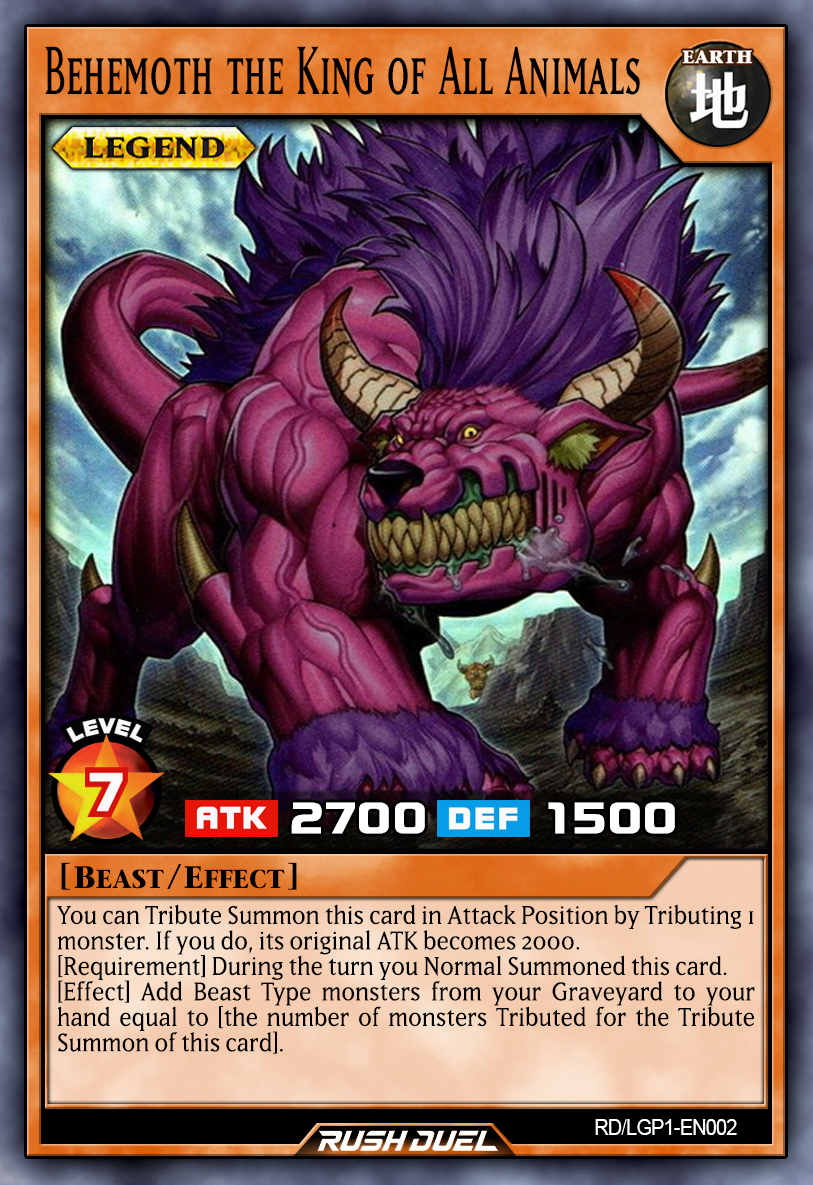 BEHEMOTH THE KING OF ALL ANIMALS
EARTH
地
LEGEND
LEVEL
7
ATK 2700 DEF 1500
[BEAST/EFFECT]
You can Tribute Summon this card in Attack Position by Tributing 1
monster. If you do, its original ATK becomes 2000.
[Requirement] During the turn you Normal Summoned this card.
[Effect] Add Beast Type monsters from your Graveyard to your
hand equal to [the number of monsters Tributed for the Tribute
Summon of this card].
RD/LGP1-EN002
RUSH DUEL